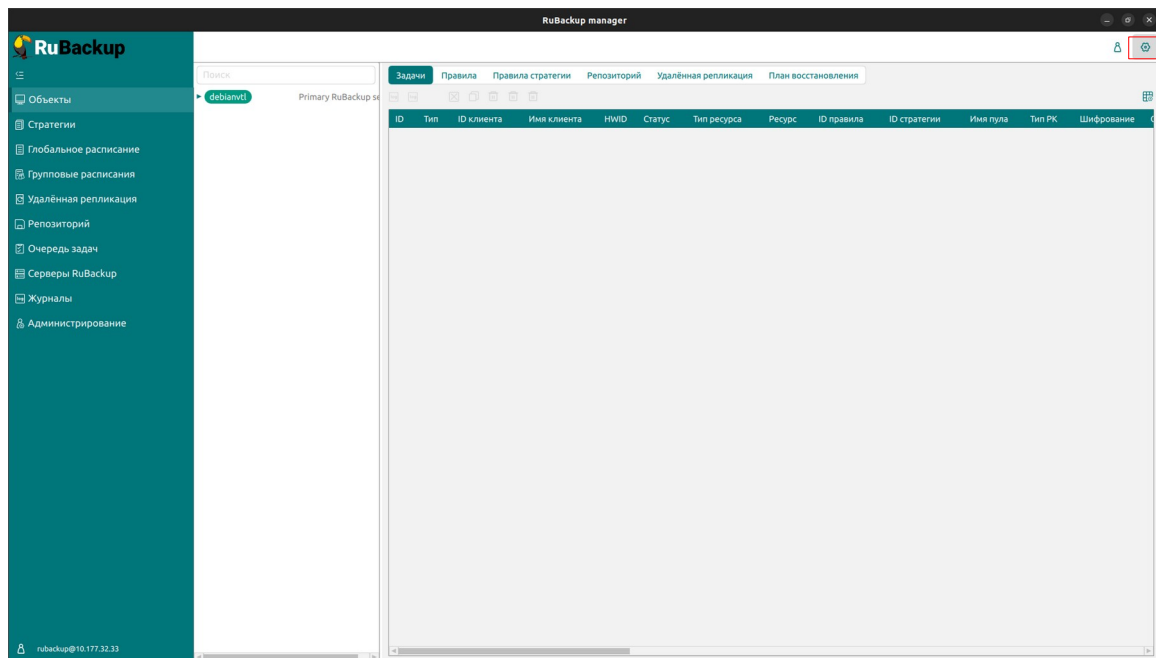 RuBackup manager
RuBackup
Поиск
Задачи Правила Правила стратегии Репозиторий Удалённая репликация План восстановления
Объекты
debianvtl Primary RuBackup se
ID Тип ID клиента Имя клиента HWID Статус Тип ресурса Ресурс ID правила ID стратегии Имя пула Тип РК Шифрование
Стратегии
Глобальное расписание
Групповые расписания
Удалённая репликация
Репозиторий
Очередь задач
Серверы RuBackup
Журналы
Администрирование
rubackup@10.177.32.33